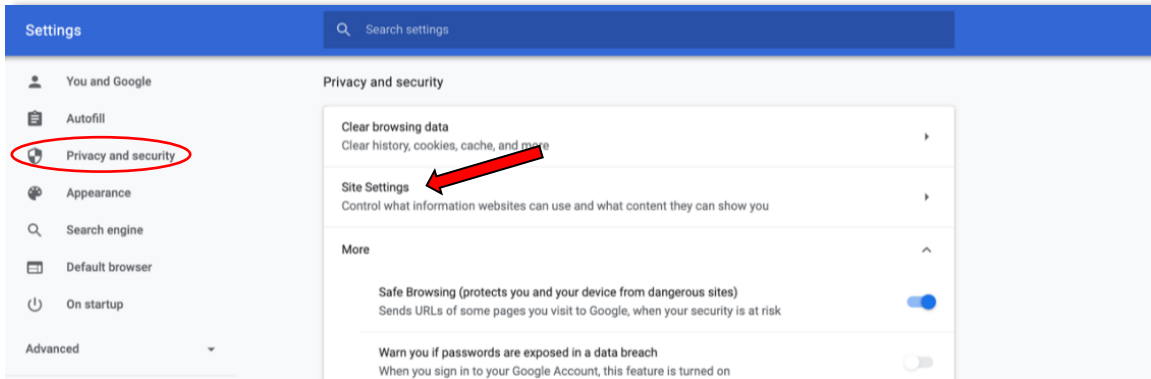 Settings
Search settings
You and Google
Autofill
Privacy and security
Appearance
Search engine
Default browser
On startup
Advanced
Privacy and security
Clear browsing data
Clear history, cookies, cache, and more
Site Settings
Control what information websites can use and what content they can show you
More
Safe Browsing (protects you and your device from dangerous sites)
Sends URLs of some pages you visit to Google, when your security is at risk
Warn you if passwords are exposed in a data breach
When you sign in to your Google Account, this feature is turned on